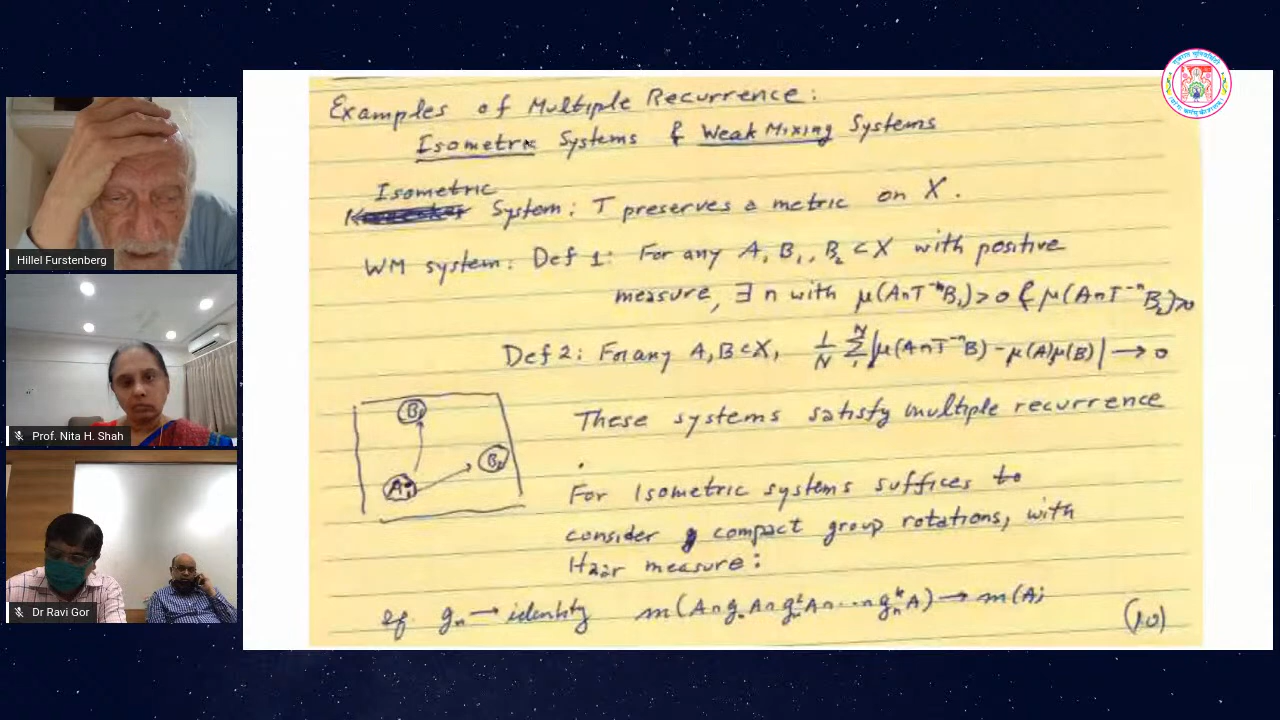 Examples of Multiple Recurrence:
Isometric Systems & Weak Mixing Systems
Isometric
System: T preserves a metric on X.
WM system: Def 1: For any A, B₁, B₂ ⊂ X with positive
measure, ∃ n with μ(A∩T⁻ⁿB₁)>0 & μ(A∩T⁻ⁿB₂)>0
Def 2: For any A, B⊂X, 1/N Σ₁ᴺ |μ(A∩T⁻ⁿB) - μ(A)μ(B)| → 0
B₁
B₂
A
These systems satisfy multiple recurrence
For Isometric systems suffices to
consider compact group rotations, with
Haar measure:
if gₙ → identity m(A∩gₙA∩gₙ²A∩···∩gₙᵏA) → m(A)
(10)
Hillel Furstenberg
Prof. Nita H. Shah
Dr Ravi Gor